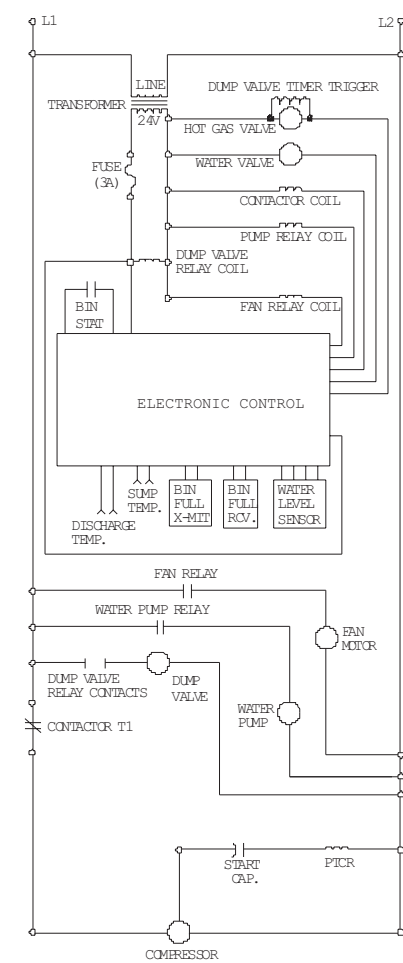 L1
L2
LINE
DUMP VALVE TIMER TRIGGER
TRANSFORMER
24V
HOT GAS VALVE
FUSE
(3A)
WATER VALVE
CONTACTOR COIL
PUMP RELAY COIL
DUMP VALVE
RELAY COIL
BIN
STAT
FAN RELAY COIL
ELECTRONIC CONTROL
DISCHARGE
TEMP.
SUMP
TEMP.
BIN
FULL
X-MIT
BIN
FULL
RCV.
WATER
LEVEL
SENSOR
FAN RELAY
WATER PUMP RELAY
FAN
MOTOR
DUMP VALVE
RELAY CONTACTS
DUMP
VALVE
WATER
PUMP
CONTACTOR T1
START
CAP.
PTCR
COMPRESSOR